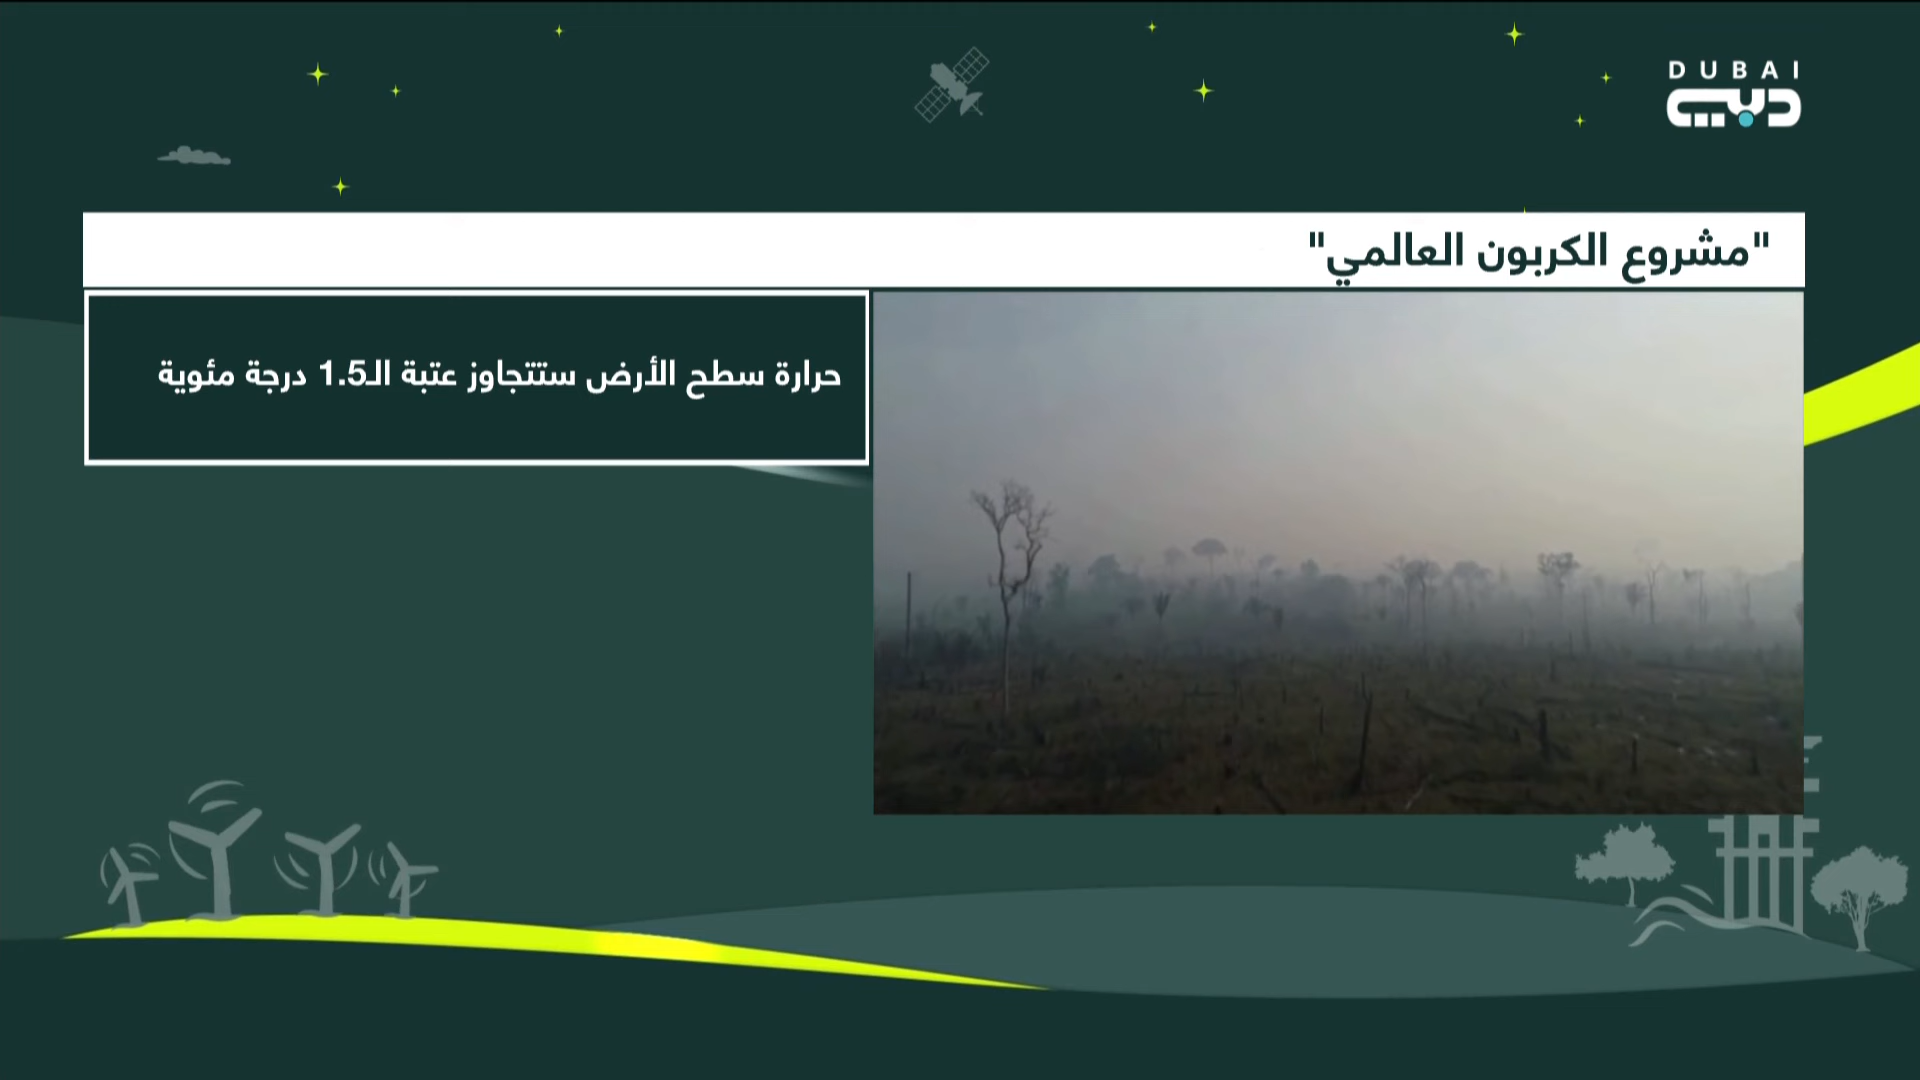 DUBAI
دبي
"مشروع الكربون العالمي"
حرارة سطح الأرض ستتجاوز عتبة الـ1.5 درجة مئوية